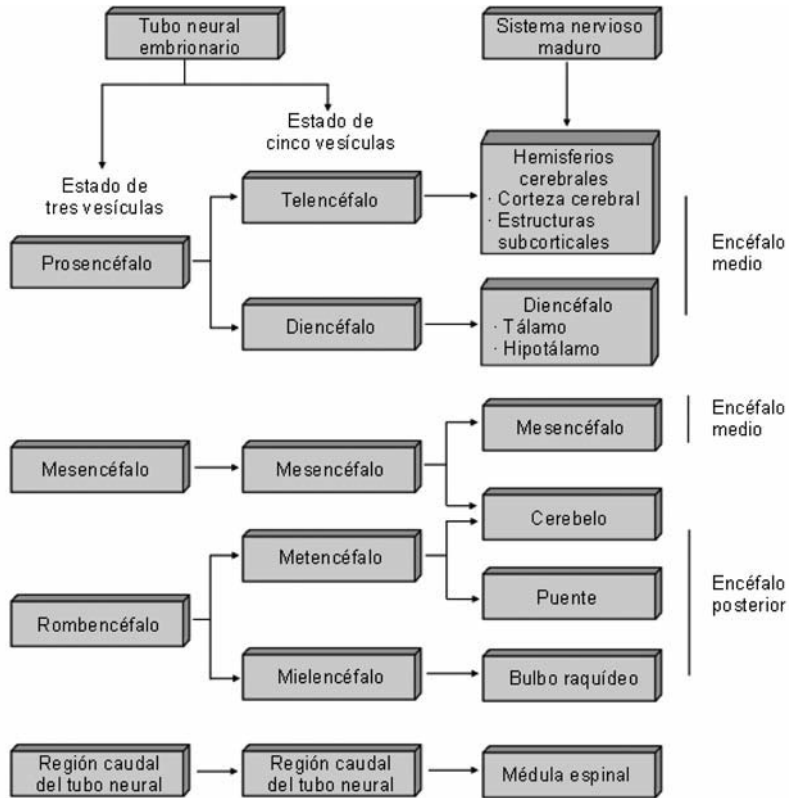 Tubo neural
embrionario
Sistema nervioso
maduro
Estado de
cinco vesículas
Estado de
tres vesículas
Prosencéfalo
Telencéfalo
Hemisferios
cerebrales
· Corteza cerebral
· Estructuras
subcorticales
Encéfalo
medio
Diencéfalo
Diencéfalo
· Tálamo
· Hipotálamo
Mesencéfalo
Mesencéfalo
Mesencéfalo
Encéfalo
medio
Cerebelo
Rombencéfalo
Metencéfalo
Puente
Encéfalo
posterior
Mielencéfalo
Bulbo raquídeo
Región caudal
del tubo neural
Región caudal
del tubo neural
Médula espinal